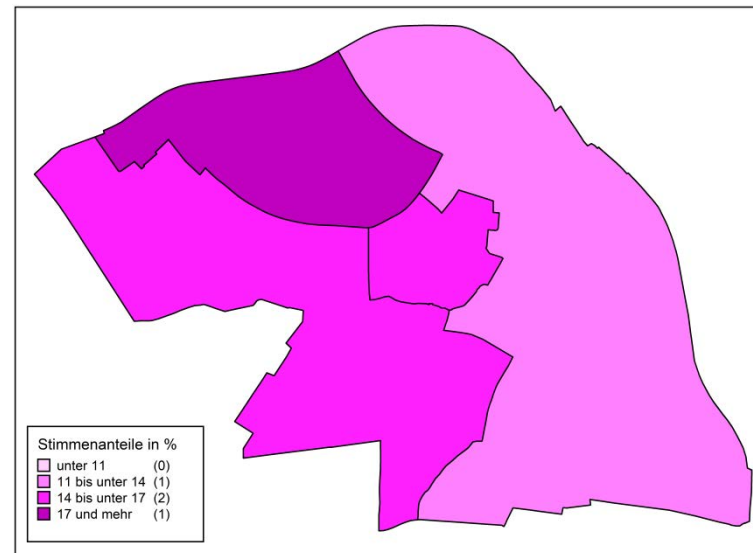 Stimmenanteile in %
unter 11 (0)
11 bis unter 14 (1)
14 bis unter 17 (2)
17 und mehr (1)